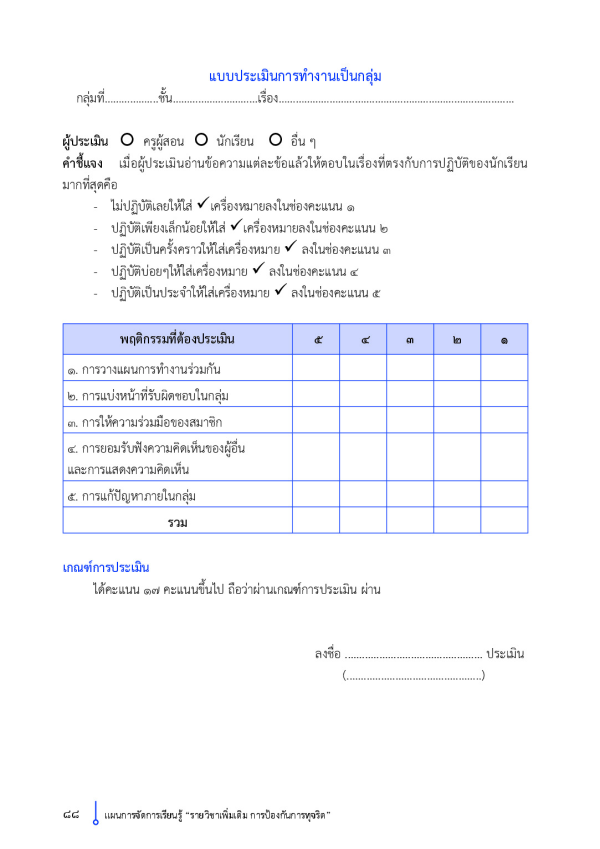 แบบประเมินการทำงานเป็นกลุ่ม
กลุ่มที่...................ชั้น..............................เรื่อง...................................................................................
ผู้ประเมิน O ครูผู้สอน O นักเรียน O อื่น ๆ
คำชี้แจง เมื่อผู้ประเมินอ่านข้อความแต่ละข้อแล้วให้ตอบในเรื่องที่ตรงกับการปฏิบัติของนักเรียน
มากที่สุดคือ
- ไม่ปฏิบัติเลยให้ใส่ ✓เครื่องหมายลงในช่องคะแนน ๑
- ปฏิบัติเพียงเล็กน้อยให้ใส่ ✓เครื่องหมายลงในช่องคะแนน ๒
- ปฏิบัติเป็นครั้งคราวให้ใส่เครื่องหมาย ✓ ลงในช่องคะแนน ๓
- ปฏิบัติบ่อยๆให้ใส่เครื่องหมาย ✓ ลงในช่องคะแนน ๔
- ปฏิบัติเป็นประจำให้ใส่เครื่องหมาย ✓ ลงในช่องคะแนน ๕
พฤติกรรมที่ต้องประเมิน ๕ ๔ ๓ ๒ ๑
๑. การวางแผนการทำงานร่วมกัน
๒. การแบ่งหน้าที่รับผิดชอบในกลุ่ม
๓. การให้ความร่วมมือของสมาชิก
๔. การยอมรับฟังความคิดเห็นของผู้อื่น
และการแสดงความคิดเห็น
๕. การแก้ปัญหาภายในกลุ่ม
รวม
เกณฑ์การประเมิน
ได้คะแนน ๑๗ คะแนนขึ้นไป ถือว่าผ่านเกณฑ์การประเมิน ผ่าน
ลงชื่อ ................................................ ประเมิน
(...............................................)
๘๘ แผนการจัดการเรียนรู้ "รายวิชาเพิ่มเติม การป้องกันการทุจริต"